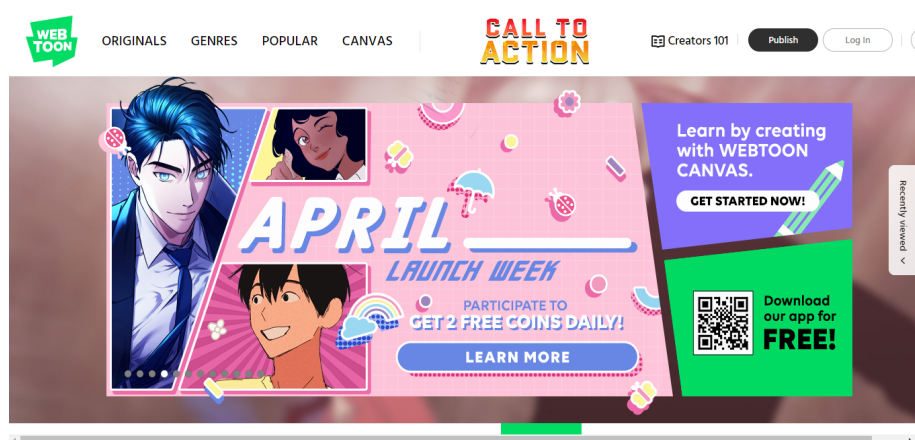 WEB
TOON
ORIGINALS
GENRES
POPULAR
CANVAS
CALL TO
ACTION
Creators 101
Publish
Log In
APRIL
LAUNCH WEEK
PARTICIPATE TO
GET 2 FREE COINS DAILY!
LEARN MORE
Learn by creating
with WEBTOON
CANVAS.
GET STARTED NOW!
Download
our app for
FREE!
Recently viewed